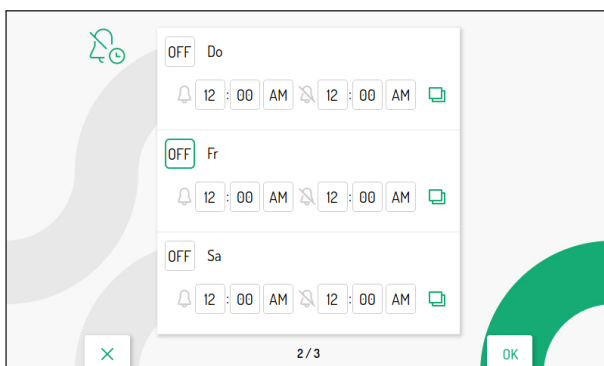 OFF Do
12 : 00 AM 12 : 00 AM
OFF Fr
12 : 00 AM 12 : 00 AM
OFF Sa
12 : 00 AM 12 : 00 AM
2/3
OK